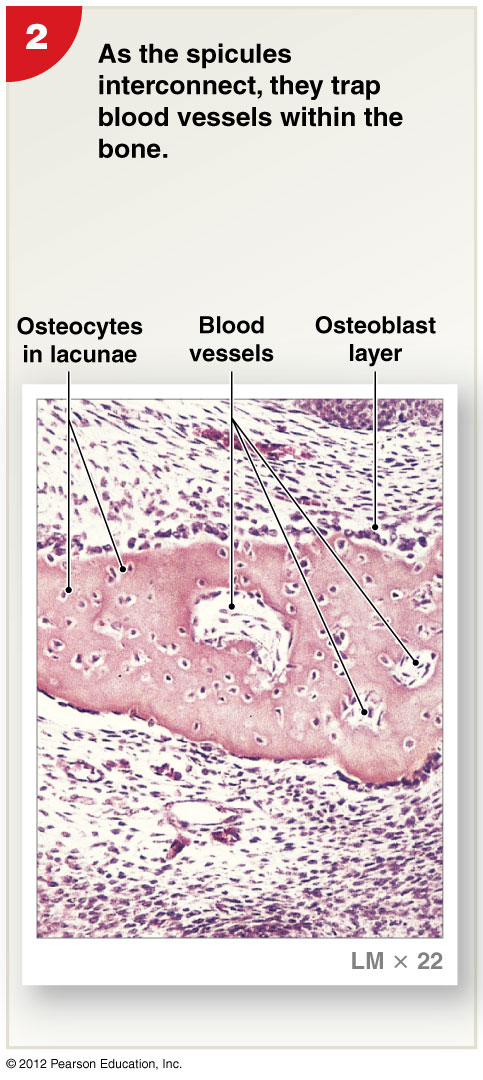 2
As the spicules
interconnect, they trap
blood vessels within the
bone.
Osteocytes
in lacunae
Blood
vessels
Osteoblast
layer
LM × 22
© 2012 Pearson Education, Inc.